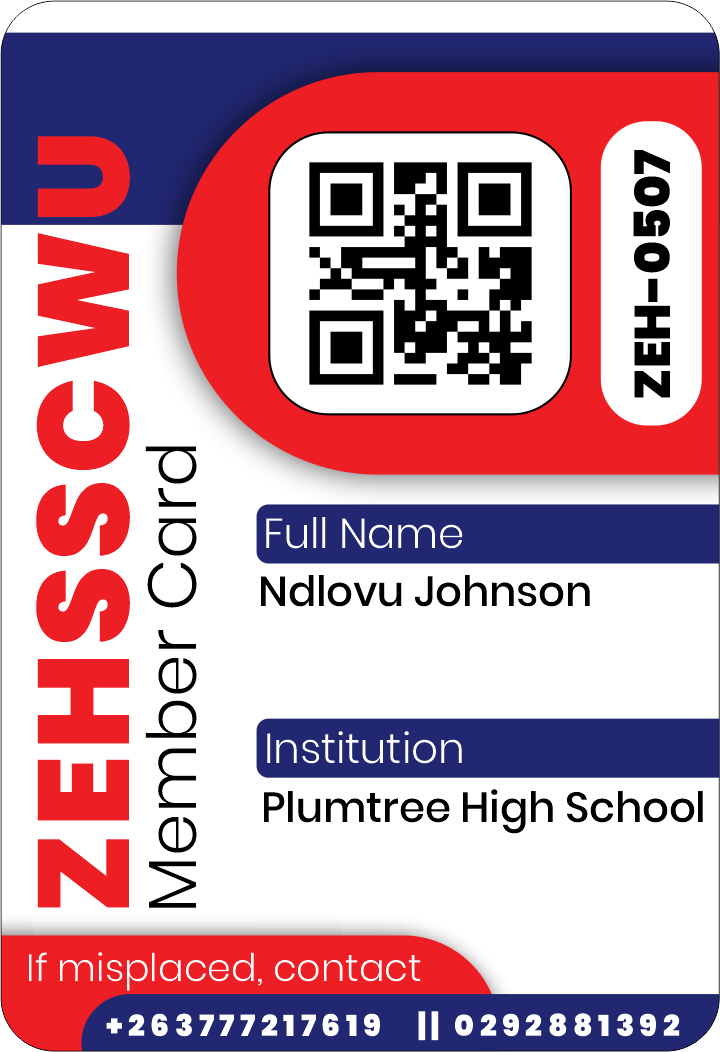 ZEHSSCWU
Member Card
ZEH-0507
Full Name
Ndlovu Johnson
Institution
Plumtree High School
If misplaced, contact
+263777217619 || 0292881392